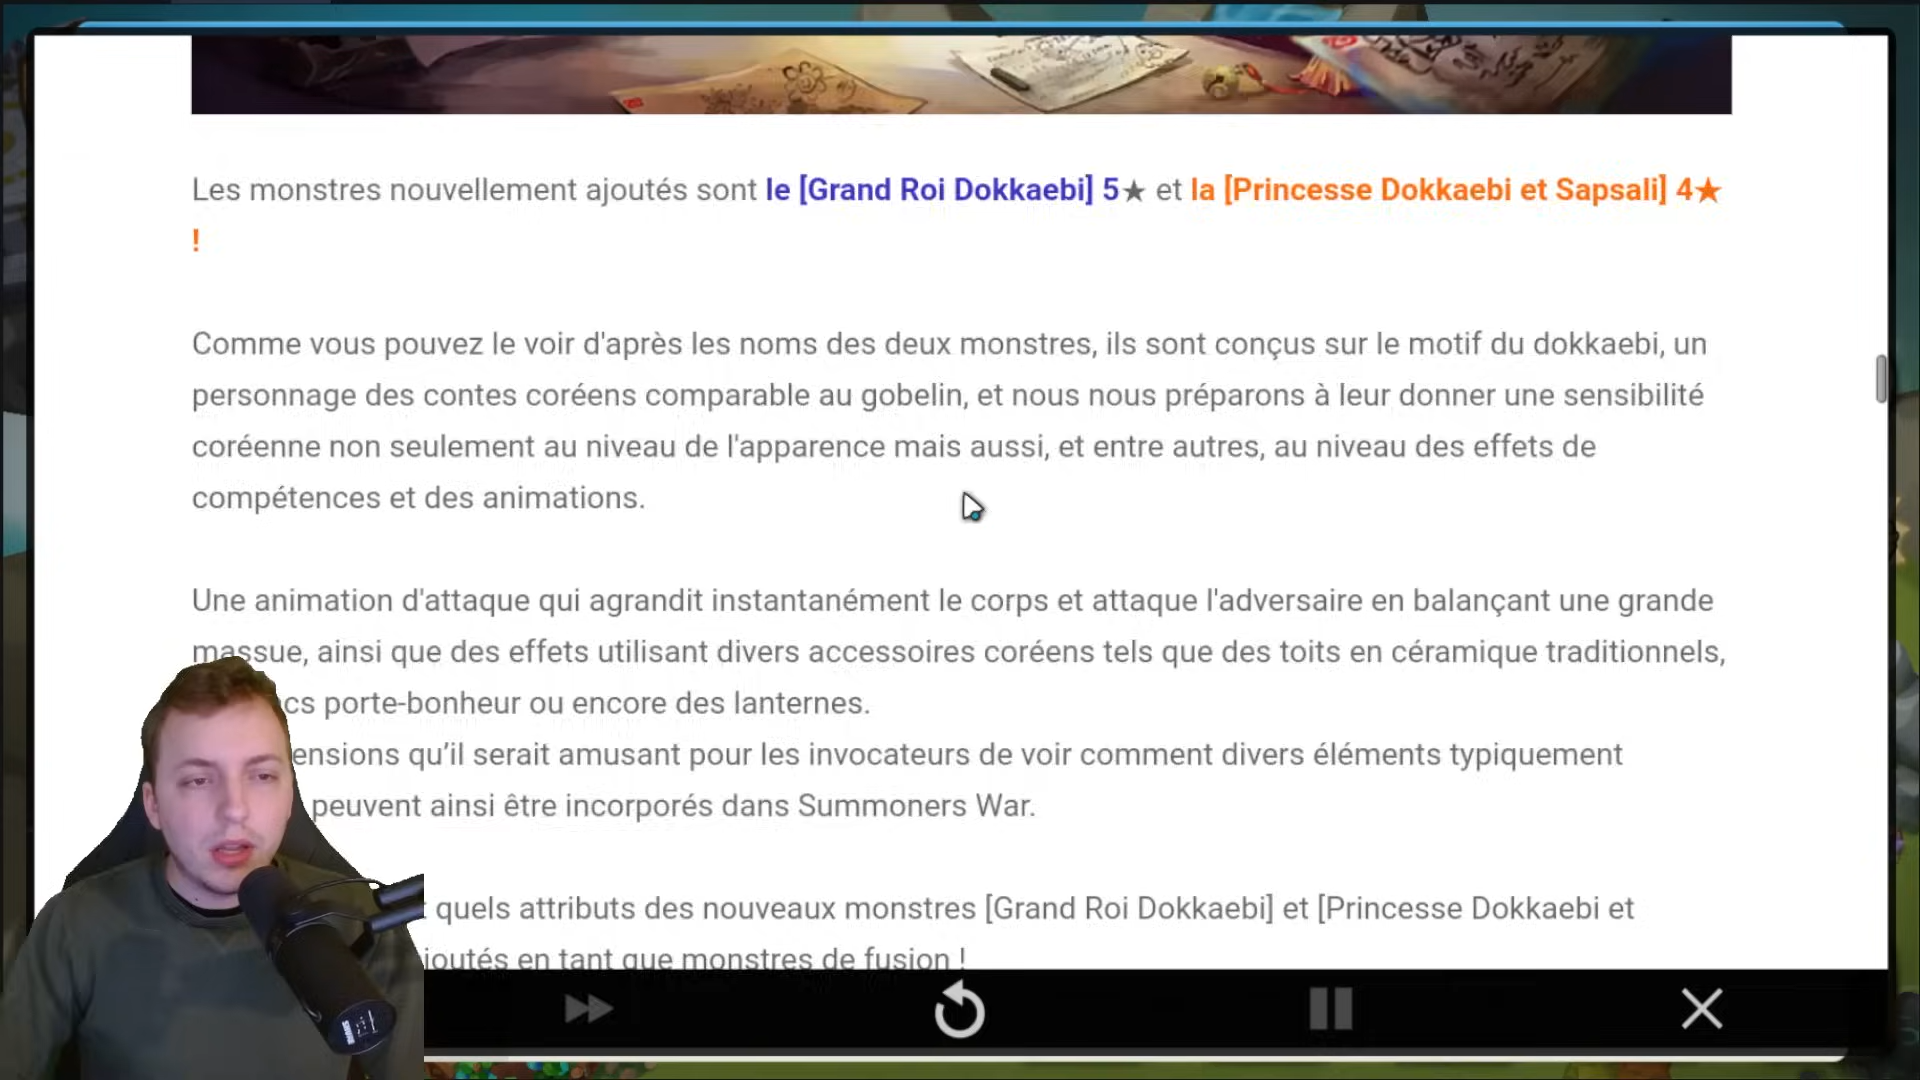 Les monstres nouvellement ajoutés sont le [Grand Roi Dokkaebi] 5★ et la [Princesse Dokkaebi et Sapsali] 4★
!
Comme vous pouvez le voir d'après les noms des deux monstres, ils sont conçus sur le motif du dokkaebi, un
personnage des contes coréens comparable au gobelin, et nous nous préparons à leur donner une sensibilité
coréenne non seulement au niveau de l'apparence mais aussi, et entre autres, au niveau des effets de
compétences et des animations.
Une animation d'attaque qui agrandit instantanément le corps et attaque l'adversaire en balançant une grande
massue, ainsi que des effets utilisant divers accessoires coréens tels que des toits en céramique traditionnels,
porte-bonheur ou encore des lanternes.
qu’il serait amusant pour les invocateurs de voir comment divers éléments typiquement
peuvent ainsi être incorporés dans Summoners War.
quels attributs des nouveaux monstres [Grand Roi Dokkaebi] et [Princesse Dokkaebi et
en tant que monstres de fusion !